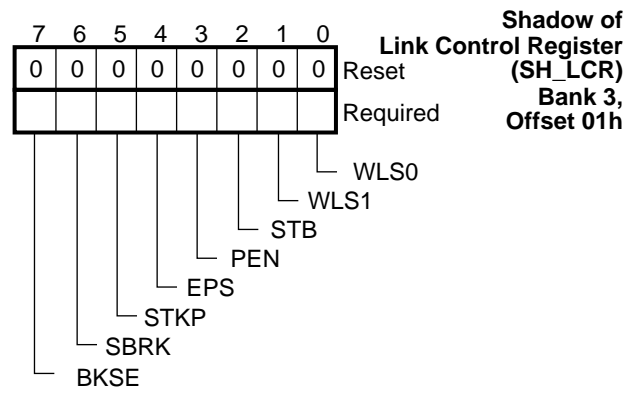 Shadow of
Link Control Register
(SH_LCR)
Bank 3,
Offset 01h
7 6 5 4 3 2 1 0
0 0 0 0 0 0 0 0 Reset
Required
WLS0
WLS1
STB
PEN
EPS
STKP
SBRK
BKSE